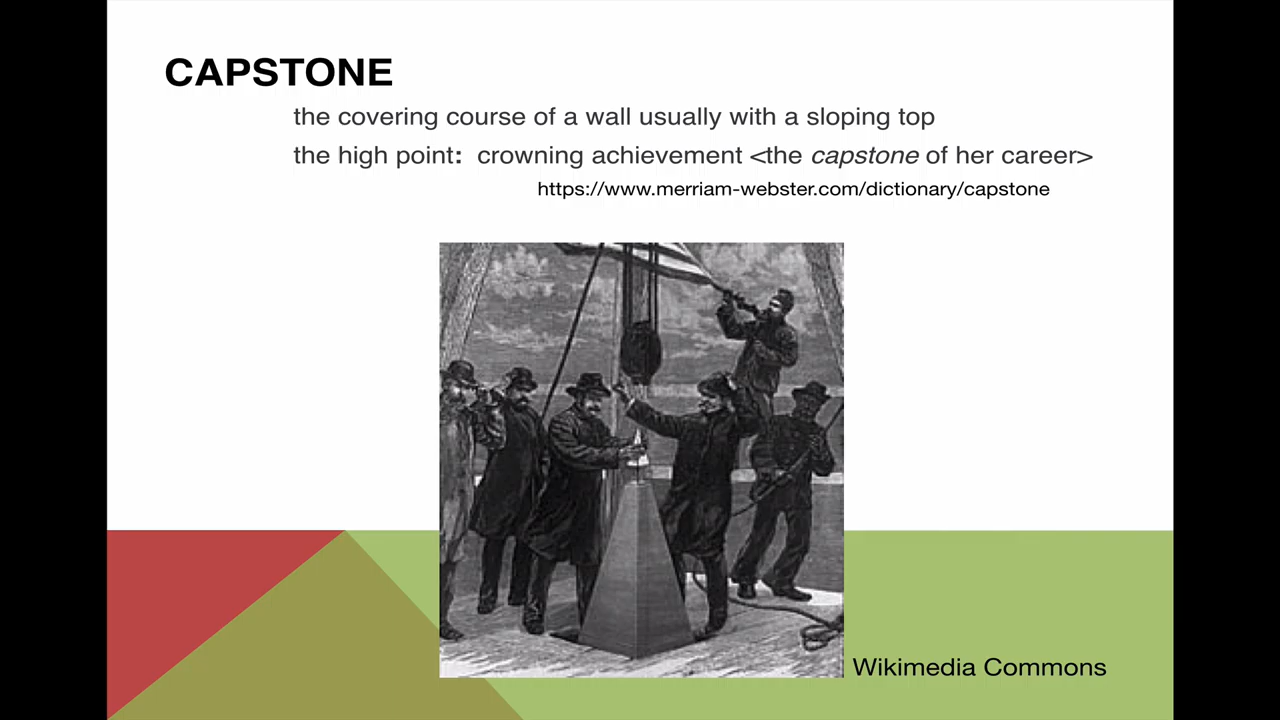 CAPSTONE
the covering course of a wall usually with a sloping top
the high point: crowning achievement <the capstone of her career>
https://www.merriam-webster.com/dictionary/capstone
Wikimedia Commons